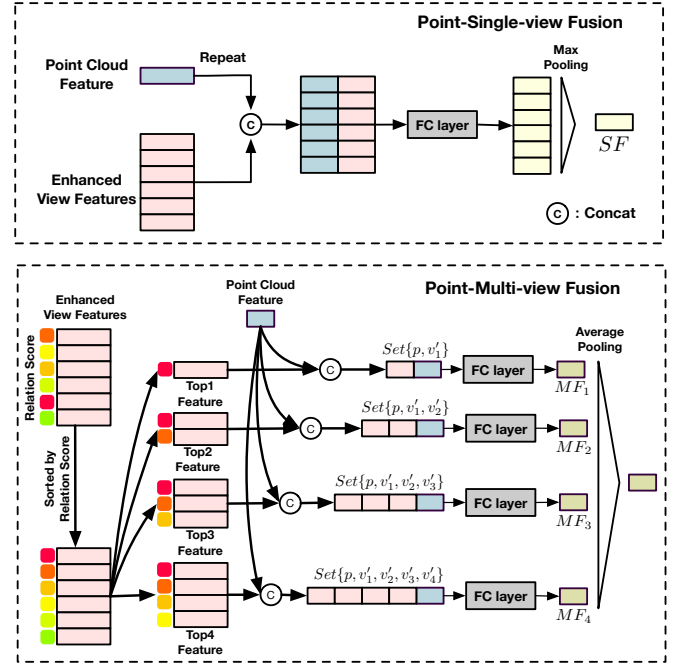 Point-Single-view Fusion
Point Cloud
Feature
Repeat
Max
Pooling
C
FC layer
SF
Enhanced
View Features
C : Concat
Point-Multi-view Fusion
Enhanced
View Features
Point Cloud
Feature
Average
Pooling
Relation Score
Sorted by
Relation Score
Top1
Feature
C
Set{p, v′₁}
FC layer
MF₁
Top2
Feature
C
Set{p, v′₁, v′₂}
FC layer
MF₂
Top3
Feature
C
Set{p, v′₁, v′₂, v′₃}
FC layer
MF₃
Top4
Feature
C
Set{p, v′₁, v′₂, v′₃, v′₄}
FC layer
MF₄